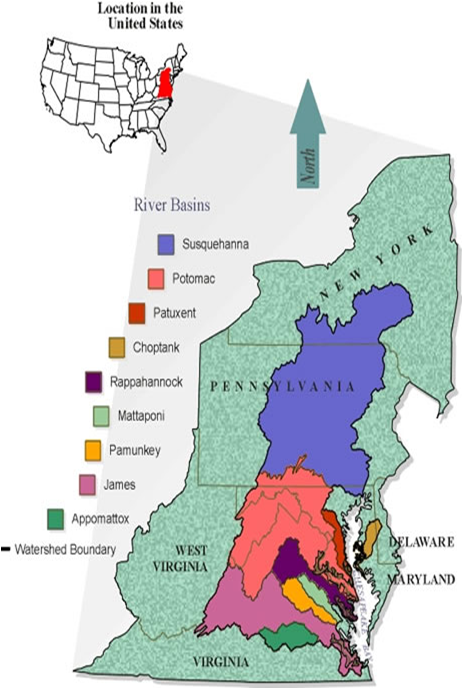 Location in the
United States
North
River Basins
Susquehanna
Potomac
Patuxent
Choptank
Rappahannock
Mattaponi
Pamunkey
James
Appomattox
Watershed Boundary
NEW YORK
PENNSYLVANIA
WEST
VIRGINIA
DELAWARE
MARYLAND
VIRGINIA